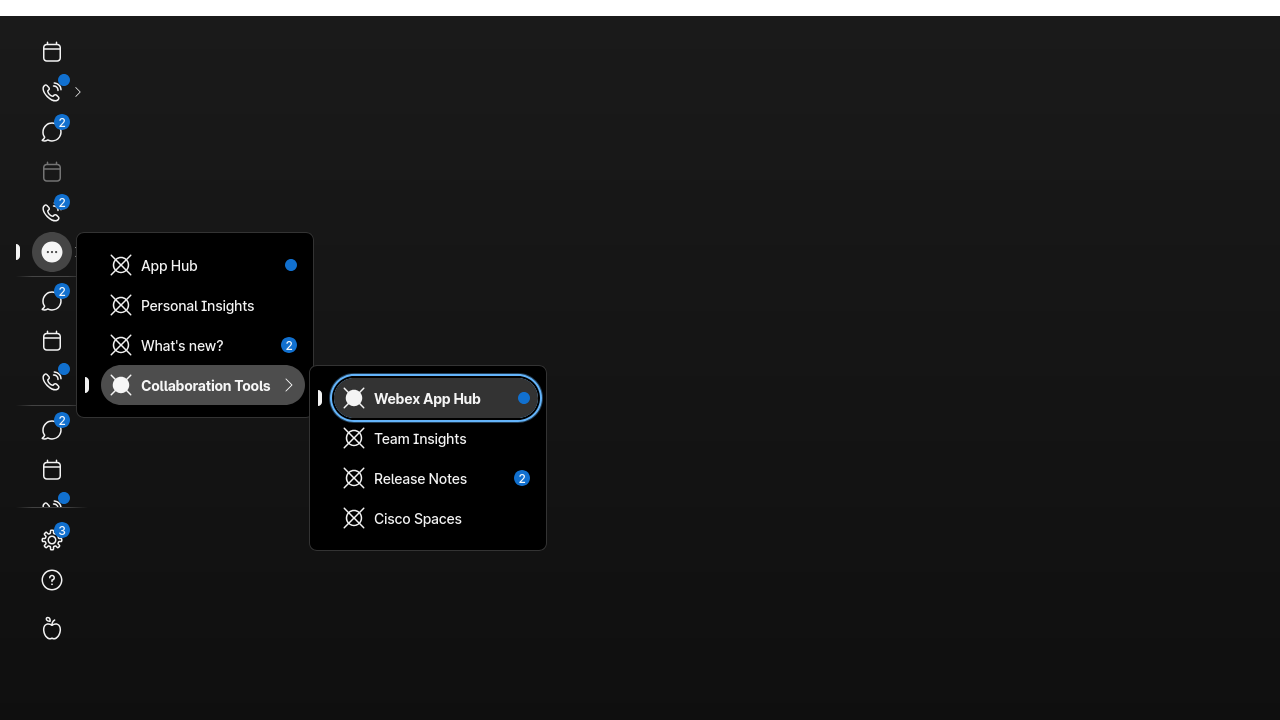 2
2
App Hub
Personal Insights
2
What's new? 2
Collaboration Tools
Webex App Hub
2
Team Insights
Release Notes 2
Cisco Spaces
3